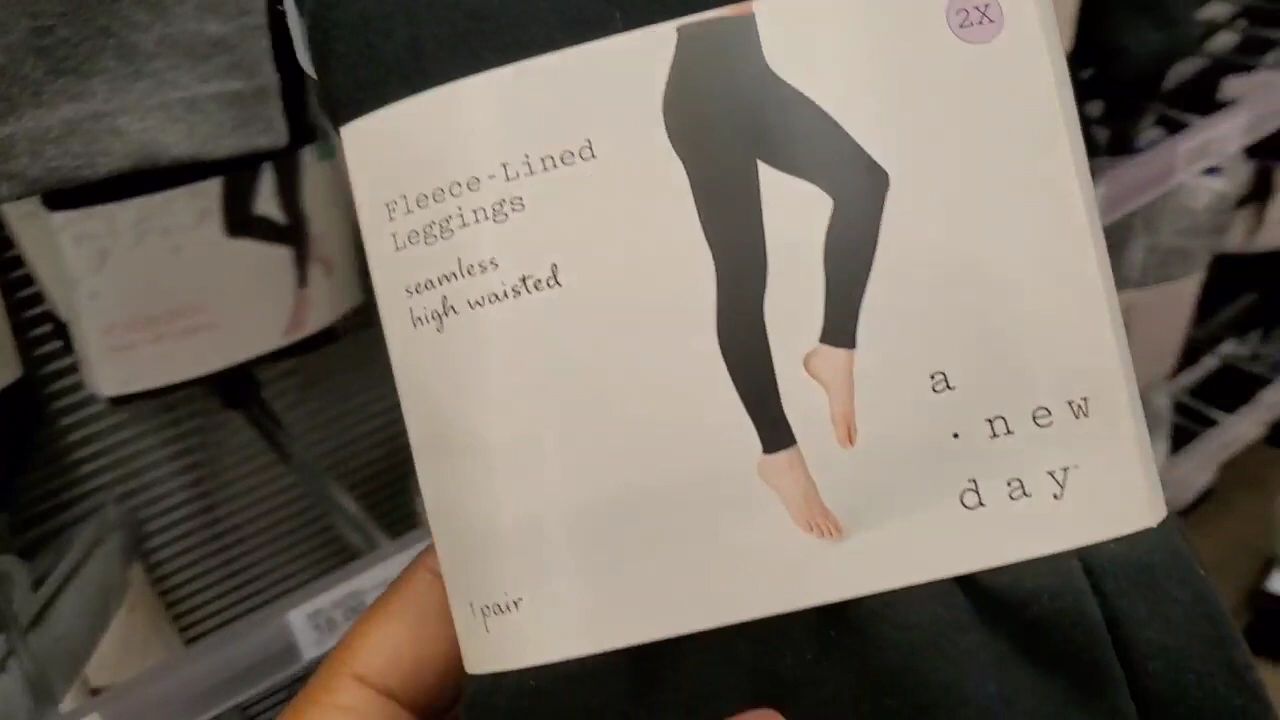 2X
Fleece-Lined
Leggings
seamless
high waisted
a
.new
day
1 pair